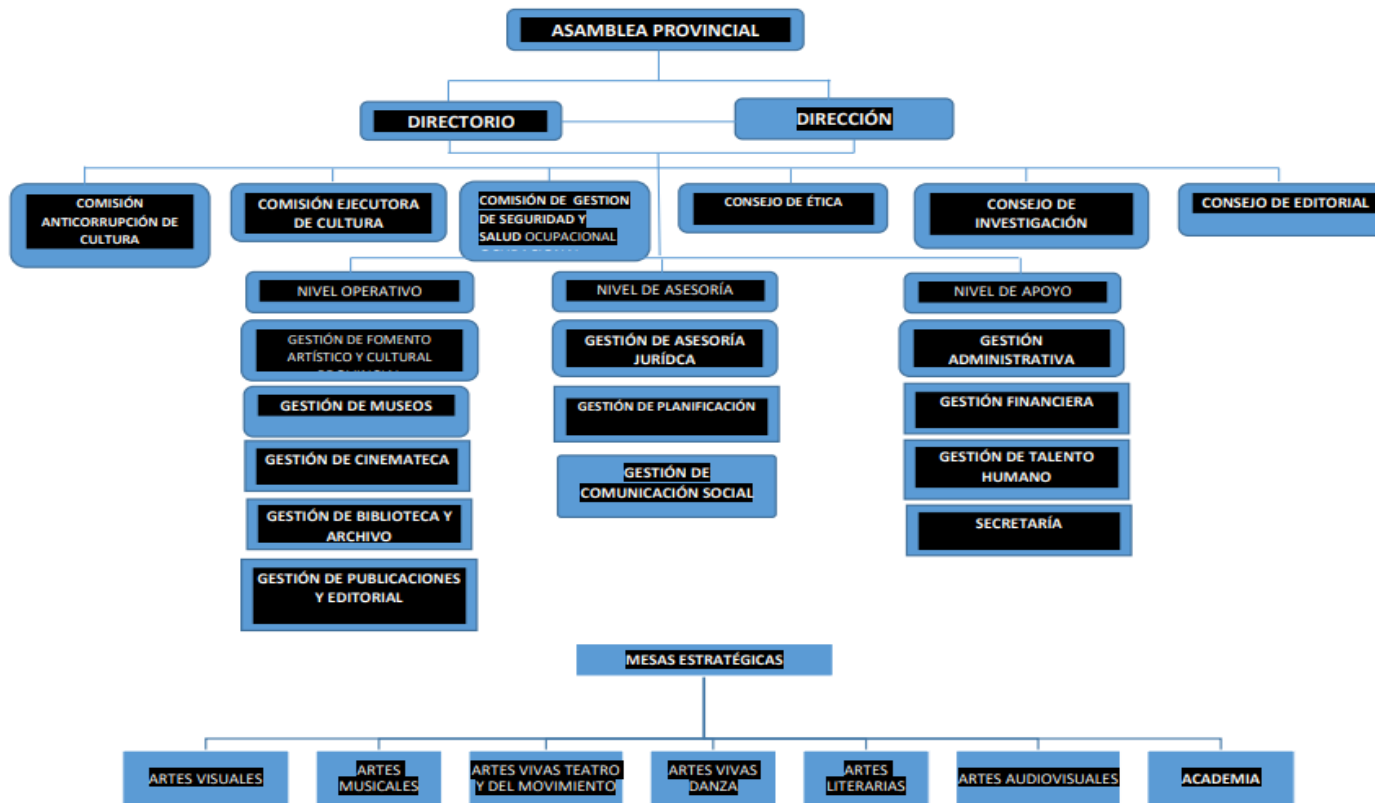 ASAMBLEA PROVINCIAL
DIRECTORIO
DIRECCIÓN
COMISIÓN
ANTICORRUPCIÓN DE
CULTURA
COMISIÓN EJECUTORA
DE CULTURA
COMISIÓN DE GESTION
DE SEGURIDAD Y
SALUD OCUPACIONAL
CONSEJO DE ÉTICA
CONSEJO DE
INVESTIGACIÓN
CONSEJO DE EDITORIAL
NIVEL OPERATIVO
GESTIÓN DE FOMENTO
ARTÍSTICO Y CULTURAL
GESTIÓN DE MUSEOS
GESTIÓN DE CINEMATECA
GESTIÓN DE BIBLIOTECA Y
ARCHIVO
GESTIÓN DE PUBLICACIONES
Y EDITORIAL
NIVEL DE ASESORÍA
GESTIÓN DE ASESORÍA
JURÍDCA
GESTIÓN DE PLANIFICACIÓN
GESTIÓN DE
COMUNICACIÓN SOCIAL
NIVEL DE APOYO
GESTIÓN
ADMINISTRATIVA
GESTIÓN FINANCIERA
GESTIÓN DE TALENTO
HUMANO
SECRETARÍA
MESAS ESTRATÉGICAS
ARTES VISUALES
ARTES
MUSICALES
ARTES VIVAS TEATRO
Y DEL MOVIMIENTO
ARTES VIVAS
DANZA
ARTES
LITERARIAS
ARTES AUDIOVISUALES
ACADEMIA